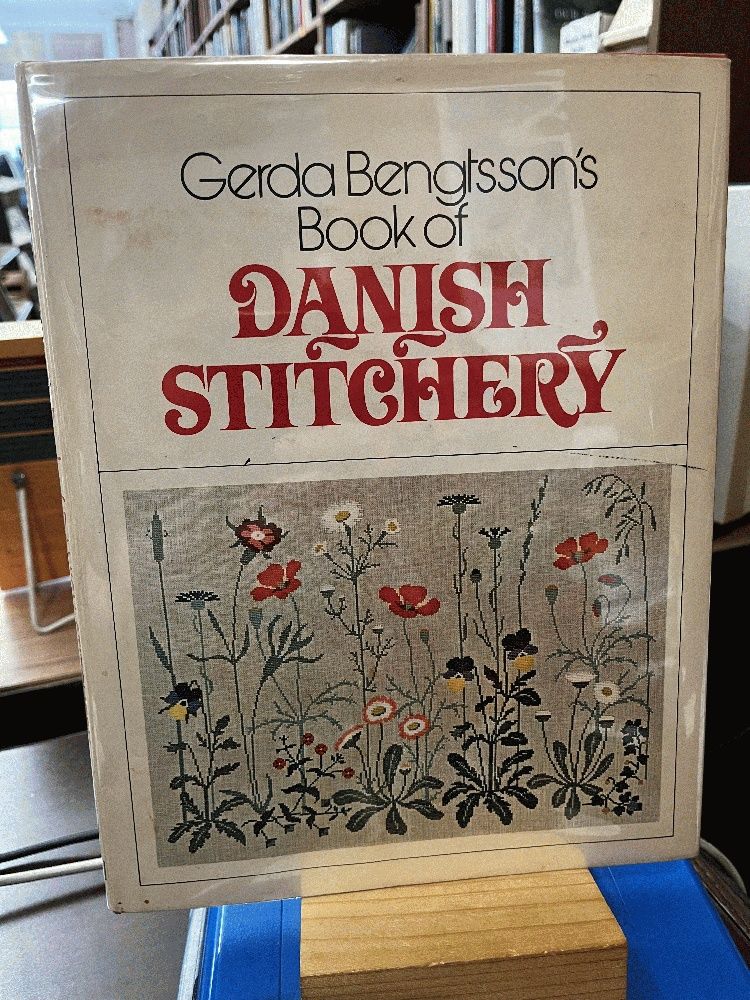 Gerda Bengtsson's
Book of
DANISH
STITCHERY